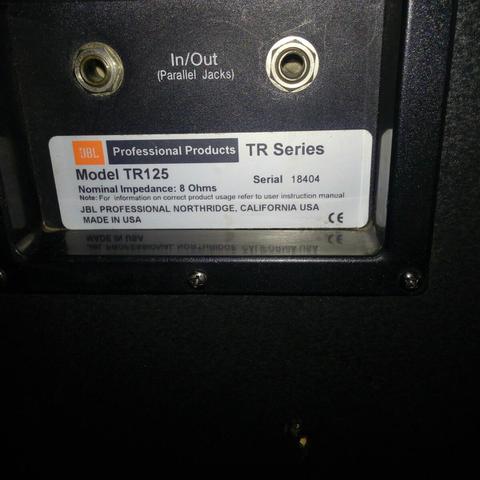 In/Out
(Parallel Jacks)
JBL Professional Products TR Series
Model TR125 Serial 18404
Nominal Impedance: 8 Ohms
Note: For information on correct product usage refer to user instruction manual
JBL PROFESSIONAL NORTHRIDGE, CALIFORNIA USA
MADE IN USA CE